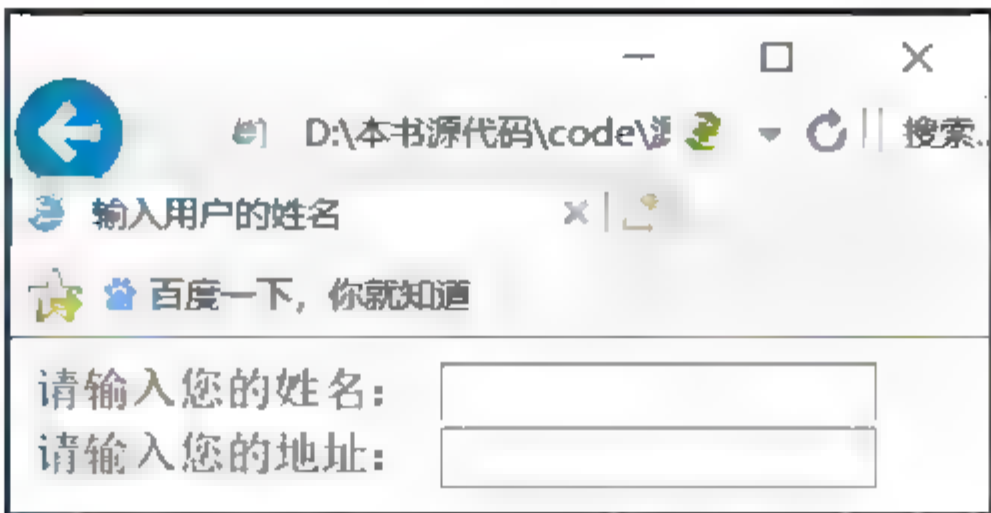 D:\本书源代码\code\ 搜索...
输入用户的姓名
百度一下，你就知道
请输入您的姓名：
请输入您的地址：